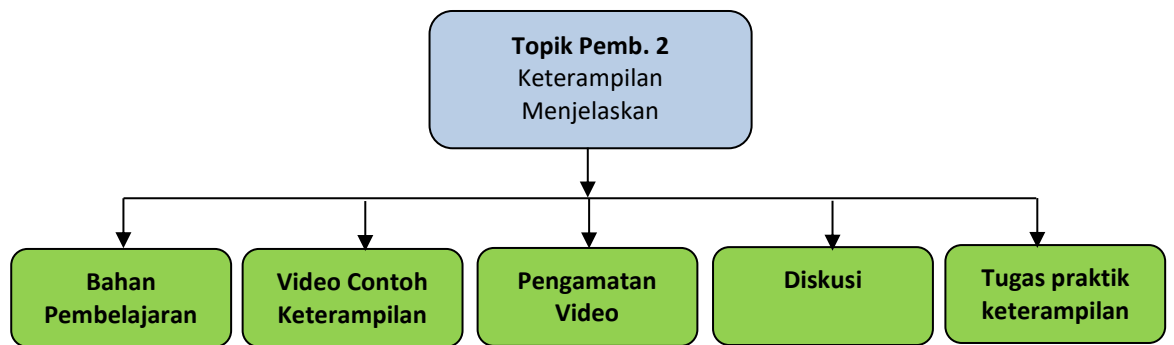 Topik Pemb. 2
Keterampilan
Menjelaskan
Bahan
Pembelajaran
Video Contoh
Keterampilan
Pengamatan
Video
Diskusi
Tugas praktik
keterampilan